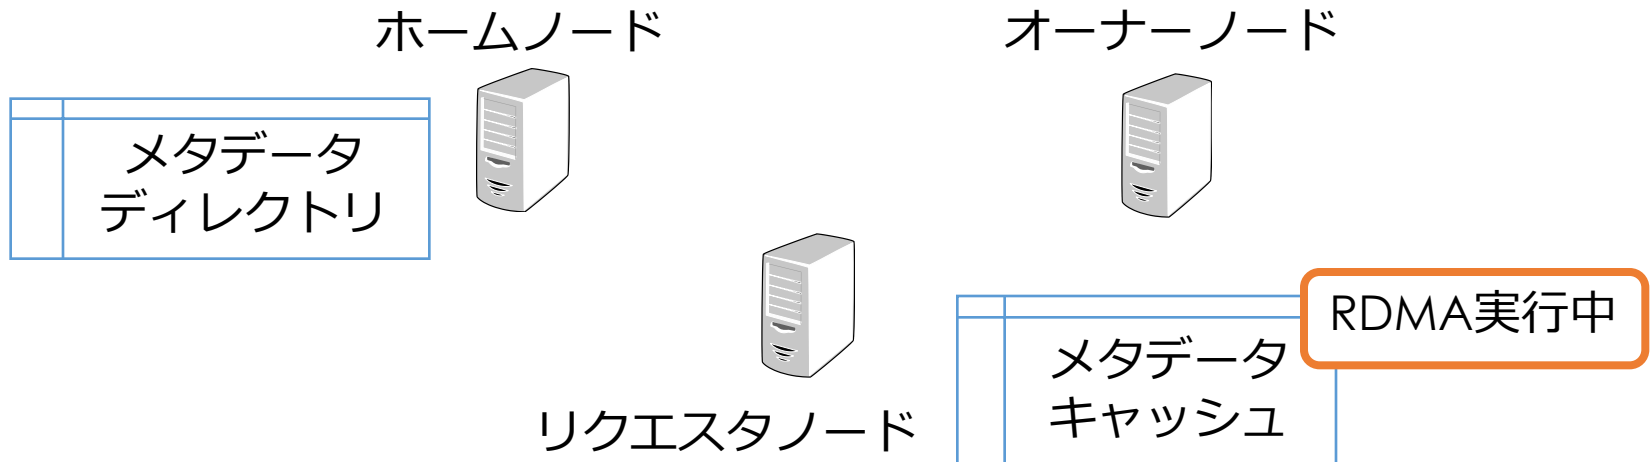 ホームノード
オーナーノード
メタデータ
ディレクトリ
RDMA実行中
メタデータ
キャッシュ
リクエスタノード